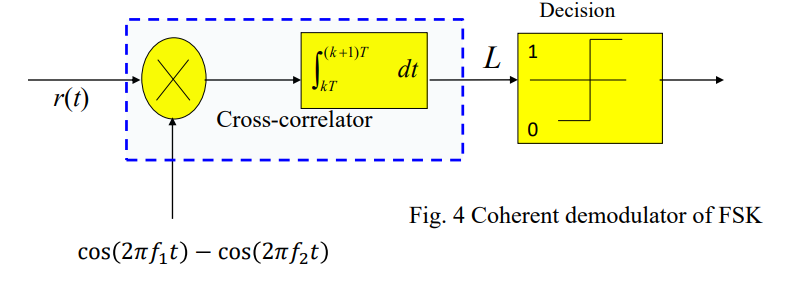 Decision
∫kT(k+1)T dt
L
1
r(t)
Cross-correlator
0
Fig. 4 Coherent demodulator of FSK
cos(2πf₁t) − cos(2πf₂t)